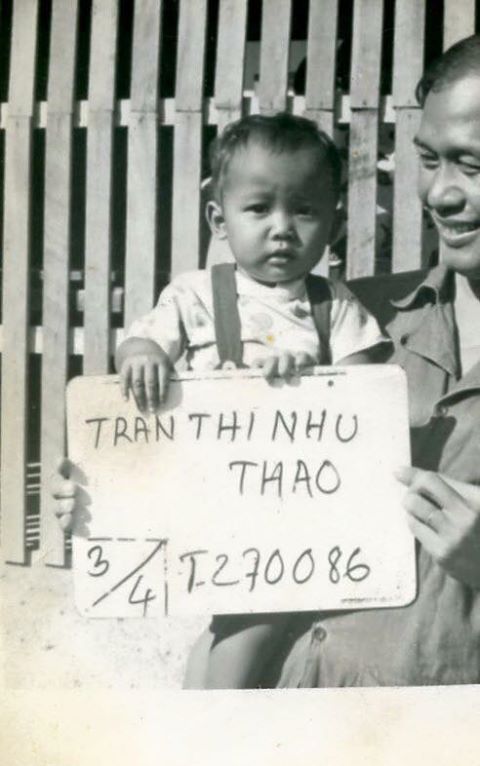 TRAN THI NHU
THAO
3/4 T.270086